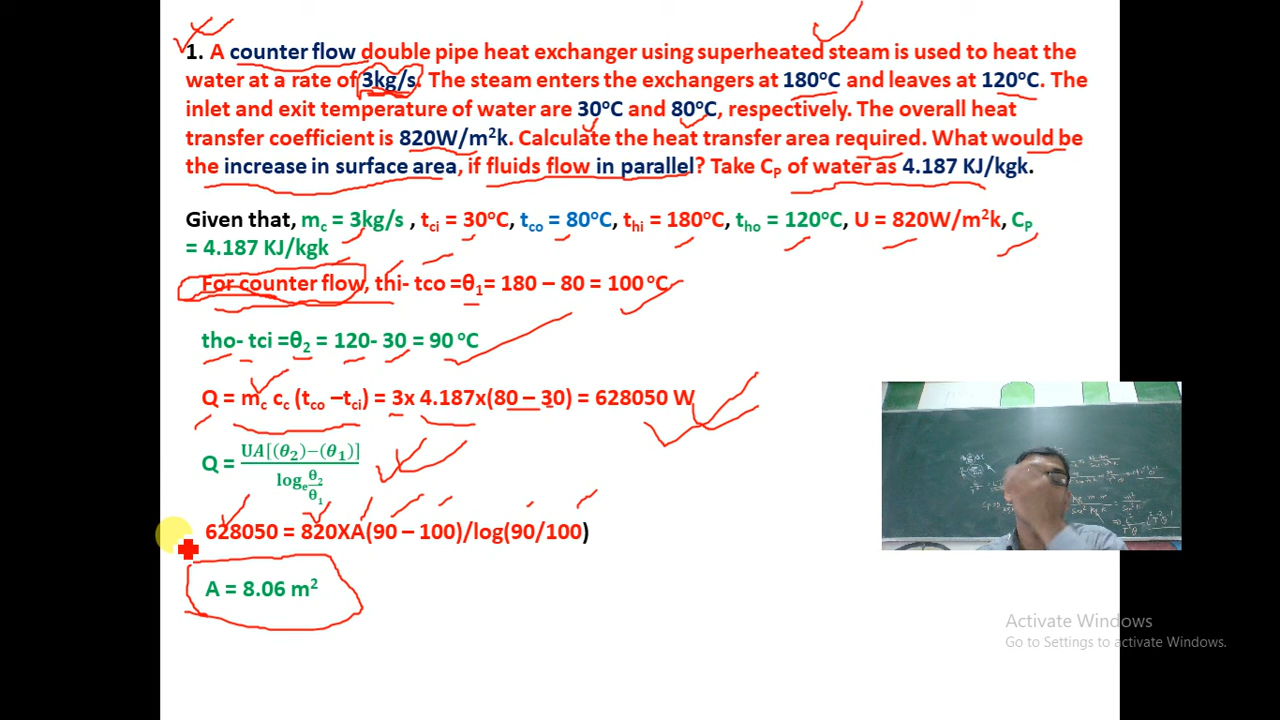 1. A counter flow double pipe heat exchanger using superheated steam is used to heat the
water at a rate of 3kg/s. The steam enters the exchangers at 180°C and leaves at 120°C. The
inlet and exit temperature of water are 30°C and 80°C, respectively. The overall heat
transfer coefficient is 820W/m²k. Calculate the heat transfer area required. What would be
the increase in surface area, if fluids flow in parallel? Take Cₚ of water as 4.187 KJ/kgk.
Given that, mc = 3kg/s , tci = 30°C, tco = 80°C, thi = 180°C, tho = 120°C, U = 820W/m²k, CP
= 4.187 KJ/kgk
For counter flow, thi- tco =θ₁= 180 – 80 = 100 °C
tho- tci =θ₂ = 120- 30 = 90 °C
Q = mc cc (tco –tci) = 3x 4.187x(80 – 30) = 628050 W
Q = UA[(θ₂)−(θ₁)] / logₑ θ₂/θ₁
628050 = 820XA(90 – 100)/log(90/100)
A = 8.06 m²
Activate Windows
Go to Settings to activate Windows.